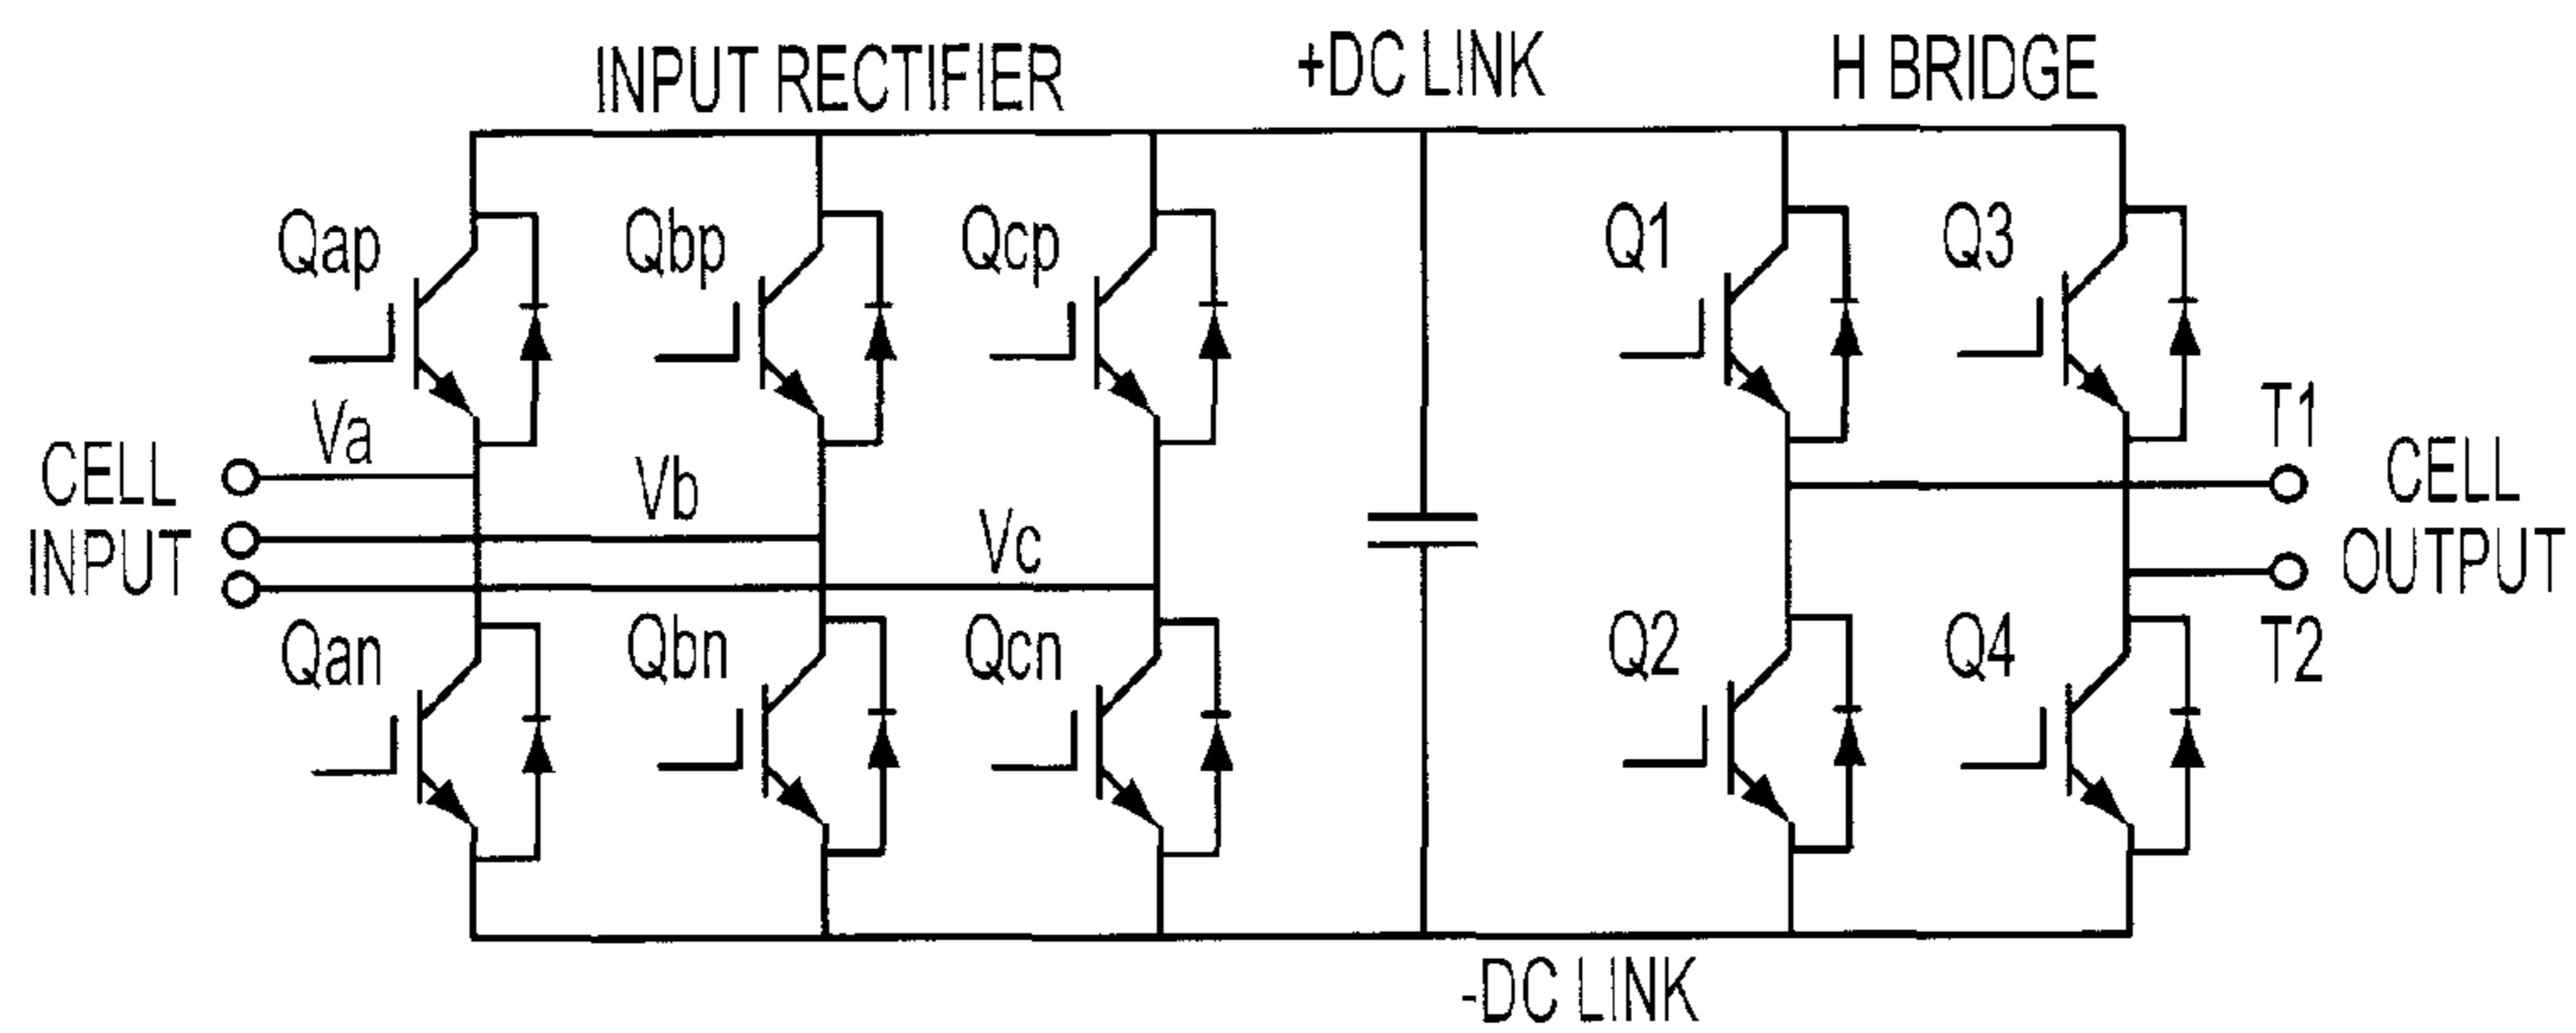 INPUT RECTIFIER
+DC LINK
H BRIDGE
Qap
Qbp
Qcp
Q1
Q3
Va
Vb
Vc
CELL
INPUT
T1
T2
CELL
OUTPUT
Qan
Qbn
Qcn
Q2
Q4
-DC LINK